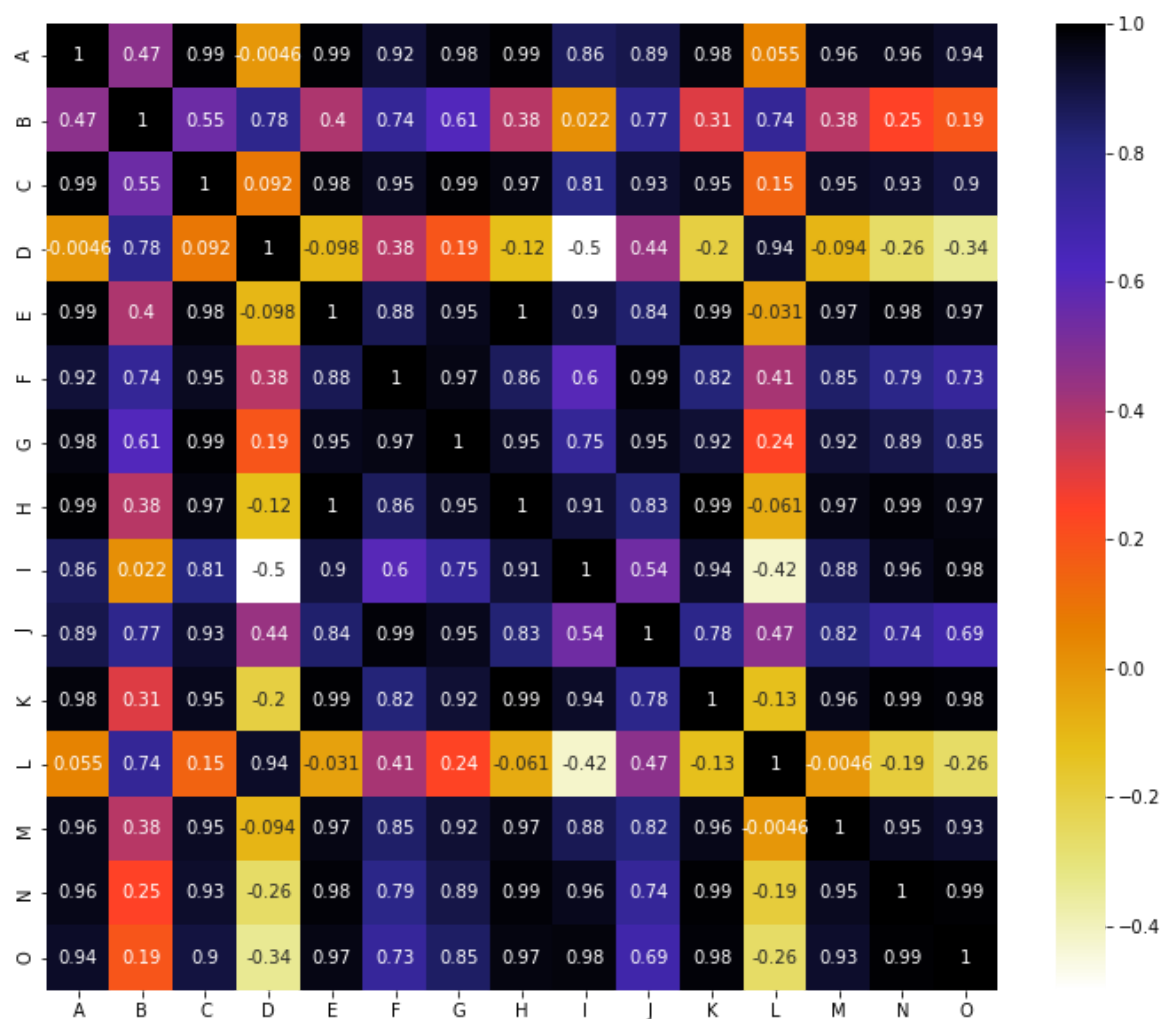 A 1 0.47 0.99 -0.0046 0.99 0.92 0.98 0.99 0.86 0.89 0.98 0.055 0.96 0.96 0.94
B 0.47 1 0.55 0.78 0.4 0.74 0.61 0.38 0.022 0.77 0.31 0.74 0.38 0.25 0.19
C 0.99 0.55 1 0.092 0.98 0.95 0.99 0.97 0.81 0.93 0.95 0.15 0.95 0.93 0.9
D -0.0046 0.78 0.092 1 -0.098 0.38 0.19 -0.12 -0.5 0.44 -0.2 0.94 -0.094 -0.26 -0.34
E 0.99 0.4 0.98 -0.098 1 0.88 0.95 1 0.9 0.84 0.99 -0.031 0.97 0.98 0.97
F 0.92 0.74 0.95 0.38 0.88 1 0.97 0.86 0.6 0.99 0.82 0.41 0.85 0.79 0.73
G 0.98 0.61 0.99 0.19 0.95 0.97 1 0.95 0.75 0.95 0.92 0.24 0.92 0.89 0.85
H 0.99 0.38 0.97 -0.12 1 0.86 0.95 1 0.91 0.83 0.99 -0.061 0.97 0.99 0.97
I 0.86 0.022 0.81 -0.5 0.9 0.6 0.75 0.91 1 0.54 0.94 -0.42 0.88 0.96 0.98
J 0.89 0.77 0.93 0.44 0.84 0.99 0.95 0.83 0.54 1 0.78 0.47 0.82 0.74 0.69
K 0.98 0.31 0.95 -0.2 0.99 0.82 0.92 0.99 0.94 0.78 1 -0.13 0.96 0.99 0.98
L 0.055 0.74 0.15 0.94 -0.031 0.41 0.24 -0.061 -0.42 0.47 -0.13 1 -0.0046 -0.19 -0.26
M 0.96 0.38 0.95 -0.094 0.97 0.85 0.92 0.97 0.88 0.82 0.96 -0.0046 1 0.95 0.93
N 0.96 0.25 0.93 -0.26 0.98 0.79 0.89 0.99 0.96 0.74 0.99 -0.19 0.95 1 0.99
O 0.94 0.19 0.9 -0.34 0.97 0.73 0.85 0.97 0.98 0.69 0.98 -0.26 0.93 0.99 1
A B C D E F G H I J K L M N O
1.0
0.8
0.6
0.4
0.2
0.0
−0.2
−0.4